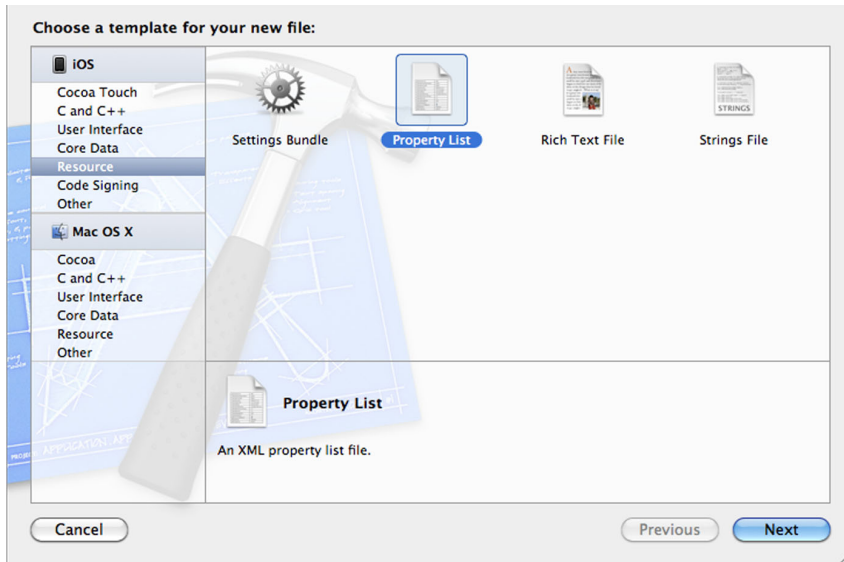 Choose a template for your new file:
iOS
Cocoa Touch
C and C++
User Interface
Core Data
Resource
Code Signing
Other
Mac OS X
Cocoa
C and C++
User Interface
Core Data
Resource
Other
Settings Bundle
Property List
Rich Text File
STRINGS
Strings File
Property List
An XML property list file.
Cancel
Previous
Next